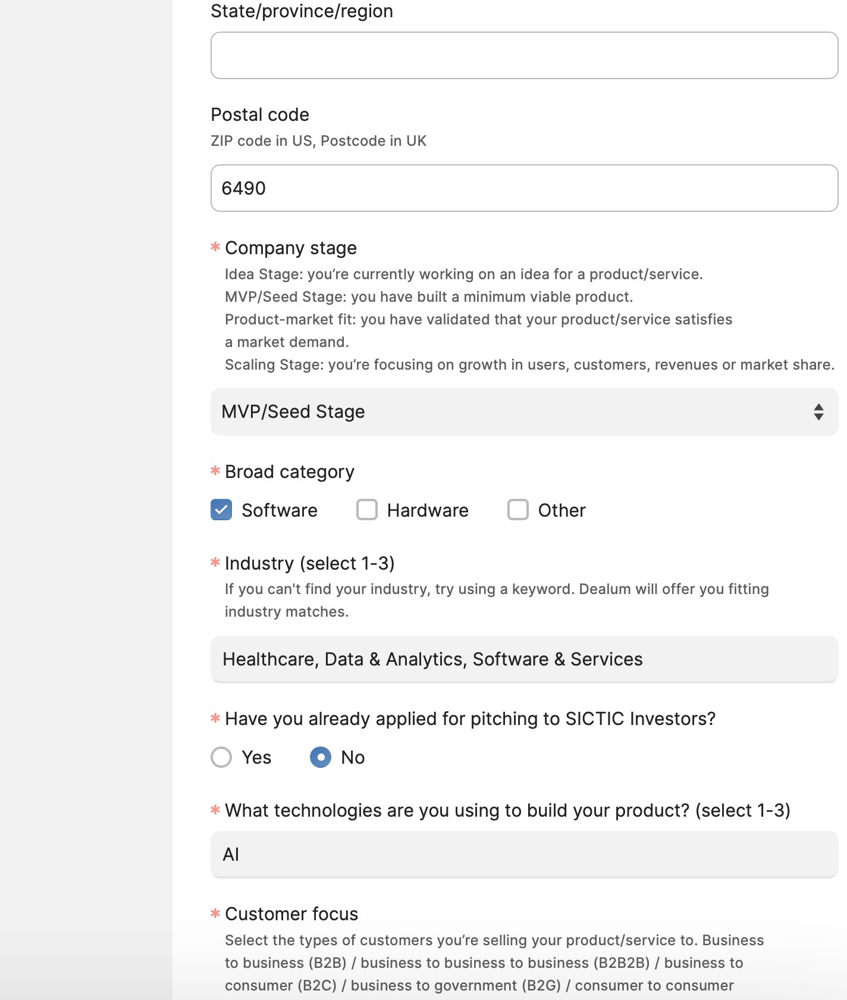 State/province/region
Postal code
ZIP code in US, Postcode in UK
6490
* Company stage
Idea Stage: you’re currently working on an idea for a product/service.
MVP/Seed Stage: you have built a minimum viable product.
Product-market fit: you have validated that your product/service satisfies
a market demand.
Scaling Stage: you’re focusing on growth in users, customers, revenues or market share.
MVP/Seed Stage
* Broad category
Software Hardware Other
* Industry (select 1-3)
If you can't find your industry, try using a keyword. Dealum will offer you fitting
industry matches.
Healthcare, Data & Analytics, Software & Services
* Have you already applied for pitching to SICTIC Investors?
Yes No
* What technologies are you using to build your product? (select 1-3)
AI
* Customer focus
Select the types of customers you’re selling your product/service to. Business
to business (B2B) / business to business to business (B2B2B) / business to
consumer (B2C) / business to government (B2G) / consumer to consumer